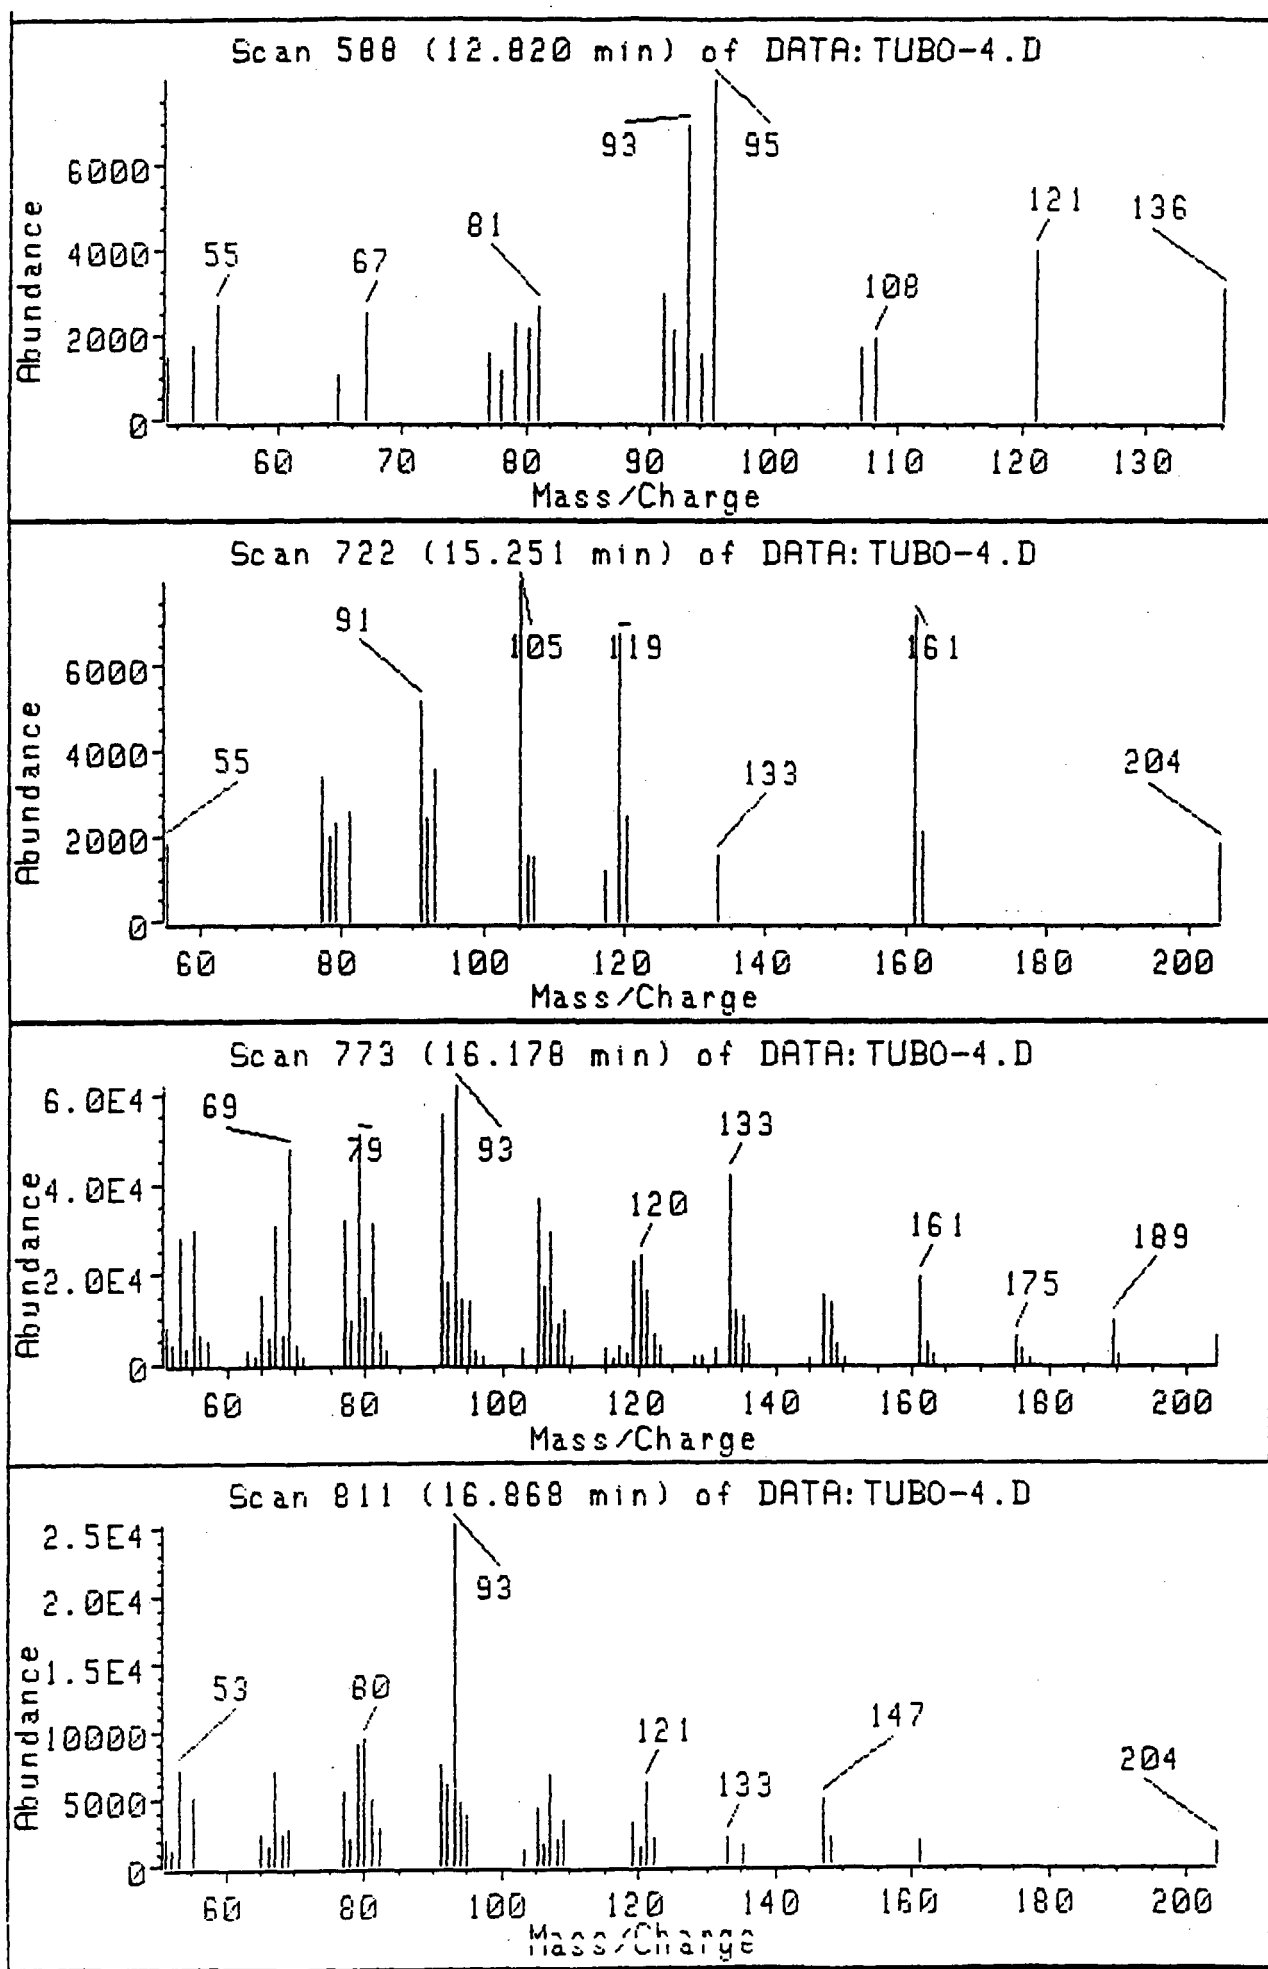 Scan 588 (12.820 min) of DATA:TUBO-4.D
93 95
6000
121 136
81
4000
55 67
108
2000
0
Abundance
60 70 80 90 100 110 120 130
Mass/Charge
Scan 722 (15.251 min) of DATA:TUBO-4.D
91
105 119 161
6000
4000
55 133 204
2000
0
Abundance
60 80 100 120 140 160 180 200
Mass/Charge
Scan 773 (16.178 min) of DATA:TUBO-4.D
6.0E4
69 133
79 93
4.0E4
120
161 189
2.0E4
175
0
Abundance
60 80 100 120 140 160 180 200
Mass/Charge
Scan 811 (16.868 min) of DATA:TUBO-4.D
2.5E4
93
2.0E4
1.5E4
53 80
147
10000
121
133 204
5000
0
Abundance
60 80 100 120 140 160 180 200
Mass/Charge